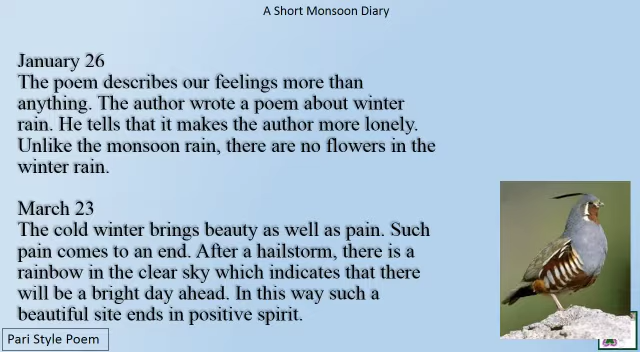 A Short Monsoon Diary
January 26
The poem describes our feelings more than
anything. The author wrote a poem about winter
rain. He tells that it makes the author more lonely.
Unlike the monsoon rain, there are no flowers in the
winter rain.
March 23
The cold winter brings beauty as well as pain. Such
pain comes to an end. After a hailstorm, there is a
rainbow in the clear sky which indicates that there
will be a bright day ahead. In this way such a
beautiful site ends in positive spirit.
Pari Style Poem